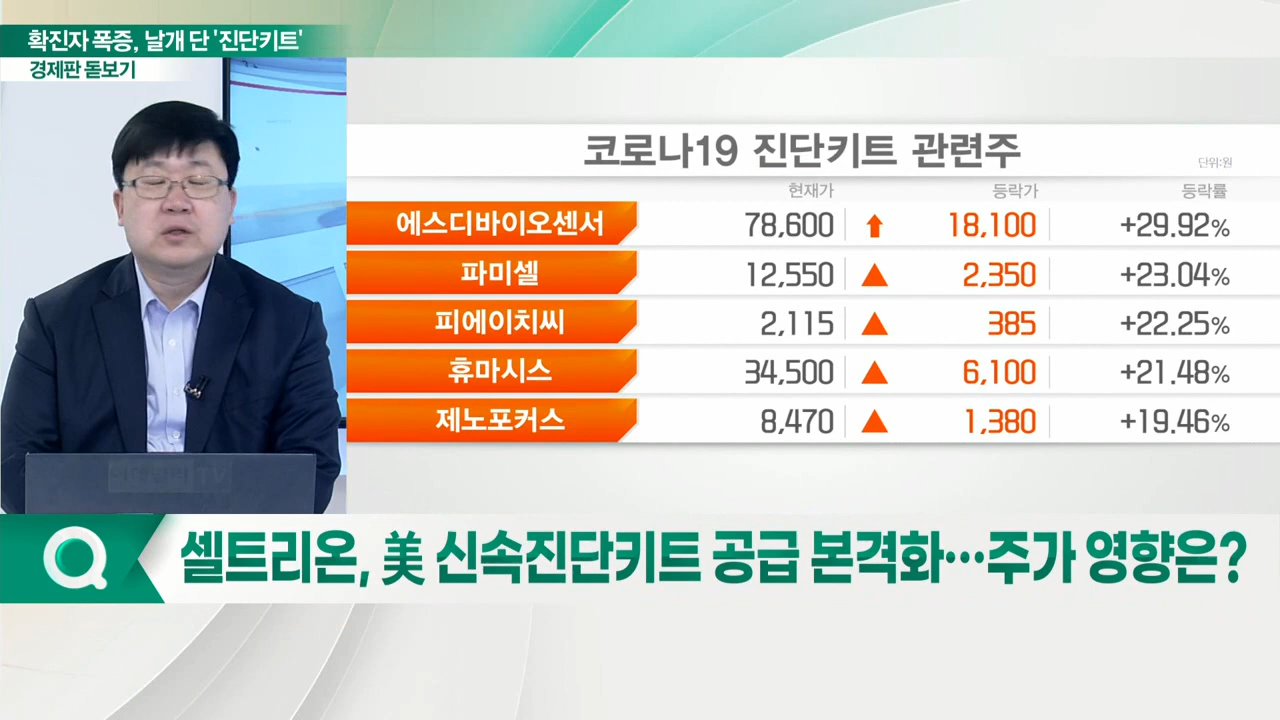 확진자 폭증, 날개 단 '진단키트'
경제판 돋보기
코로나19 진단키트 관련주
단위:원
현재가 등락가 등락률
에스디바이오센서 78,600 18,100 +29.92%
파미셀 12,550 ▲ 2,350 +23.04%
피에이치씨 2,115 ▲ 385 +22.25%
휴마시스 34,500 ▲ 6,100 +21.48%
제노포커스 8,470 ▲ 1,380 +19.46%
셀트리온, 美 신속진단키트 공급 본격화…주가 영향은?